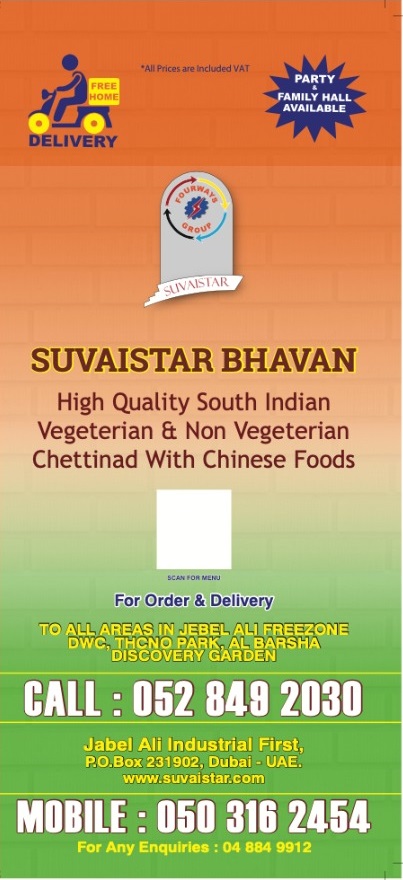 *All Prices are Included VAT
FREE
HOME
DELIVERY
PARTY
&
FAMILY HALL
AVAILABLE
FOURWAYS
GROUP
SUVAISTAR
SUVAISTAR BHAVAN
High Quality South Indian
Vegeterian & Non Vegeterian
Chettinad With Chinese Foods
SCAN FOR MENU
For Order & Delivery
TO ALL AREAS IN JEBEL ALI FREEZONE
DWC, THCNO PARK, AL BARSHA
DISCOVERY GARDEN
CALL : 052 849 2030
Jabel Ali Industrial First,
P.O.Box 231902, Dubai - UAE.
www.suvaistar.com
MOBILE : 050 316 2454
For Any Enquiries : 04 884 9912